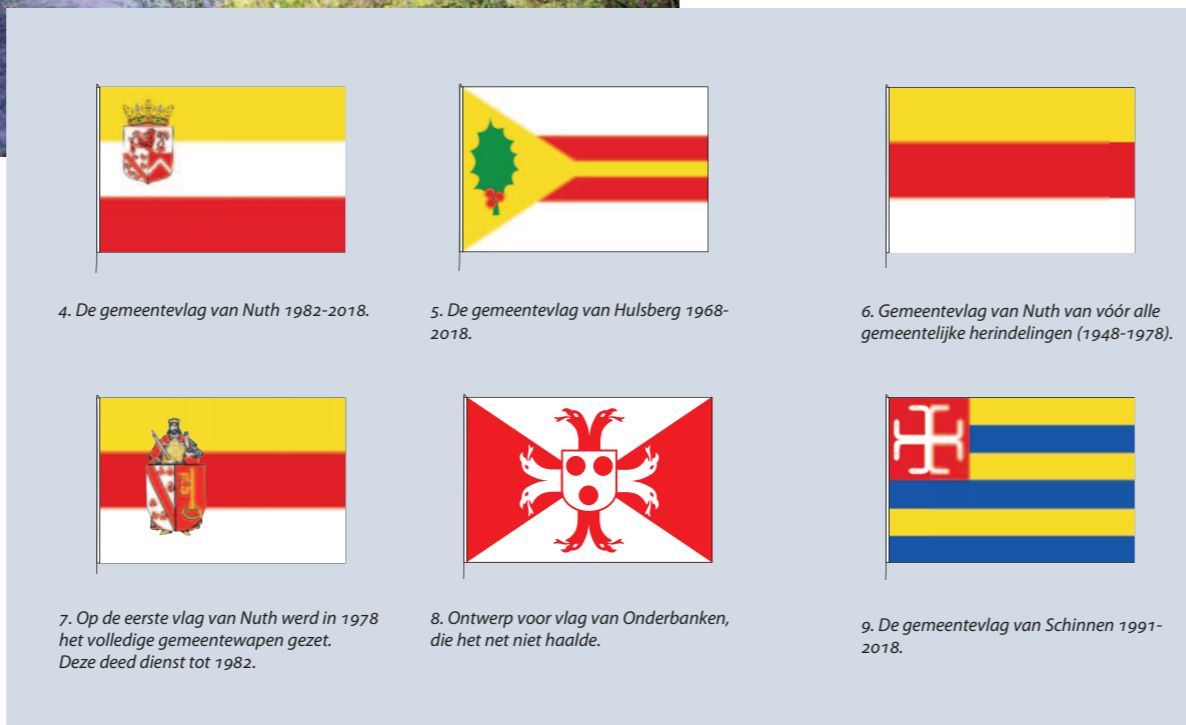 4. De gemeentevlag van Nuth 1982-2018.
5. De gemeentevlag van Hulsberg 1968-
2018.
6. Gemeentevlag van Nuth van vóór alle
gemeentelijke herindelingen (1948-1978).
7. Op de eerste vlag van Nuth werd in 1978
het volledige gemeentewapen gezet.
Deze deed dienst tot 1982.
8. Ontwerp voor vlag van Onderbanken,
die het net niet haalde.
9. De gemeentevlag van Schinnen 1991-
2018.